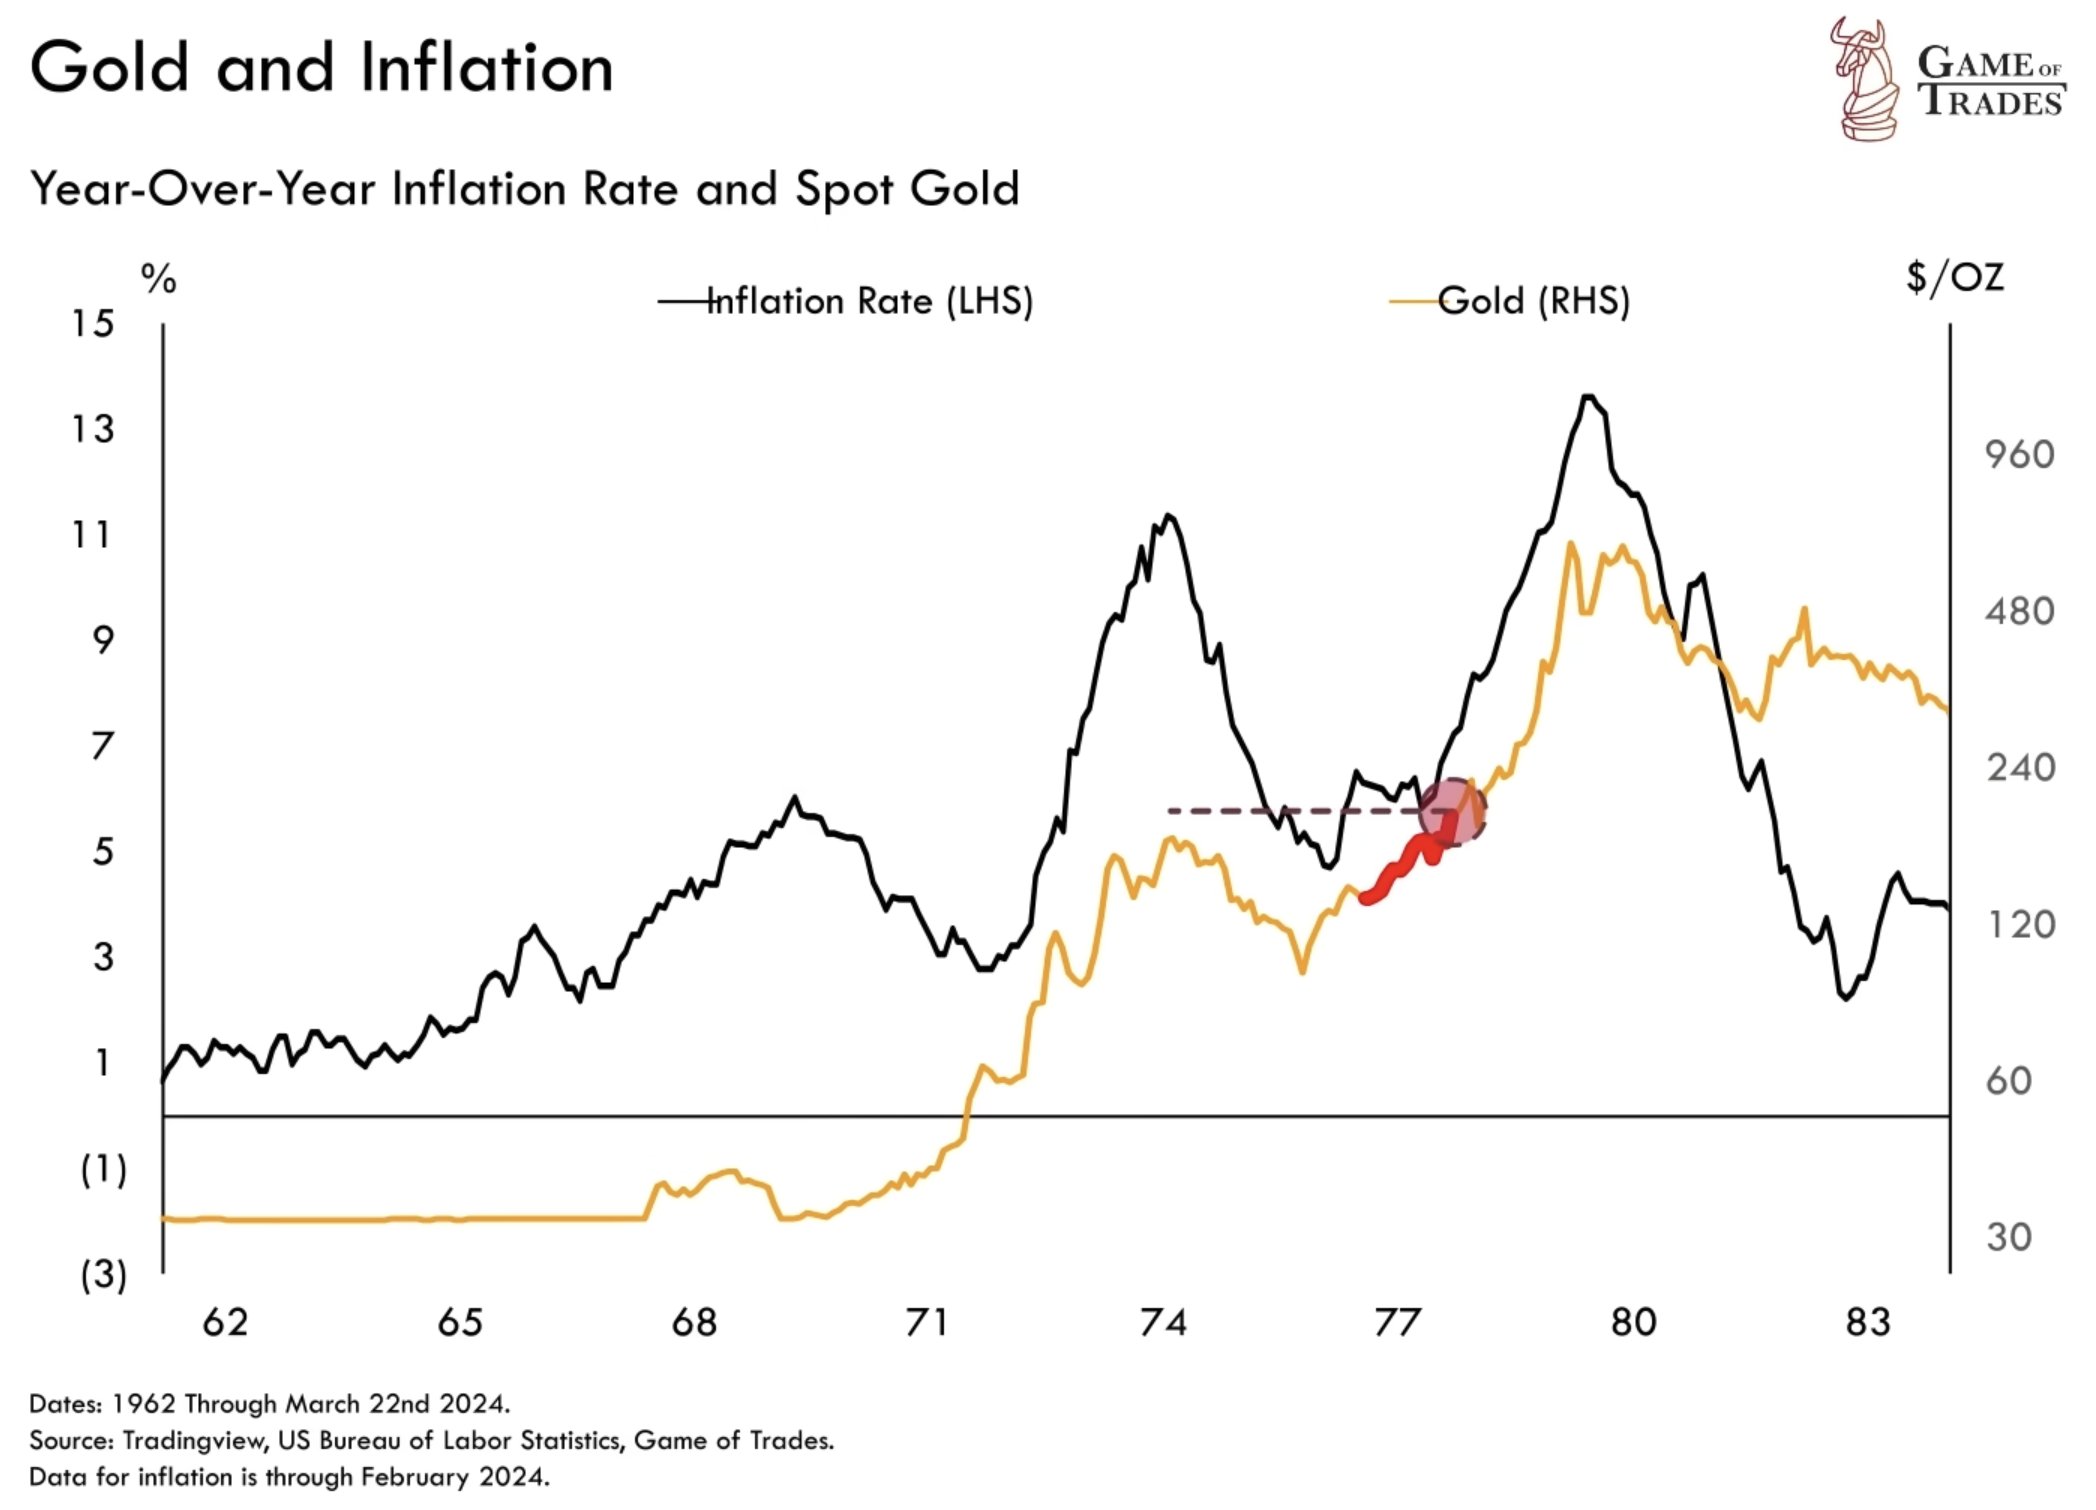 Gold and Inflation
GAME OF
TRADES
Year-Over-Year Inflation Rate and Spot Gold
%
Inflation Rate (LHS)
Gold (RHS)
$/OZ
15
13
11
9
7
5
3
1
(1)
(3)
960
480
240
120
60
30
62 65 68 71 74 77 80 83
Dates: 1962 Through March 22nd 2024.
Source: Tradingview, US Bureau of Labor Statistics, Game of Trades.
Data for inflation is through February 2024.